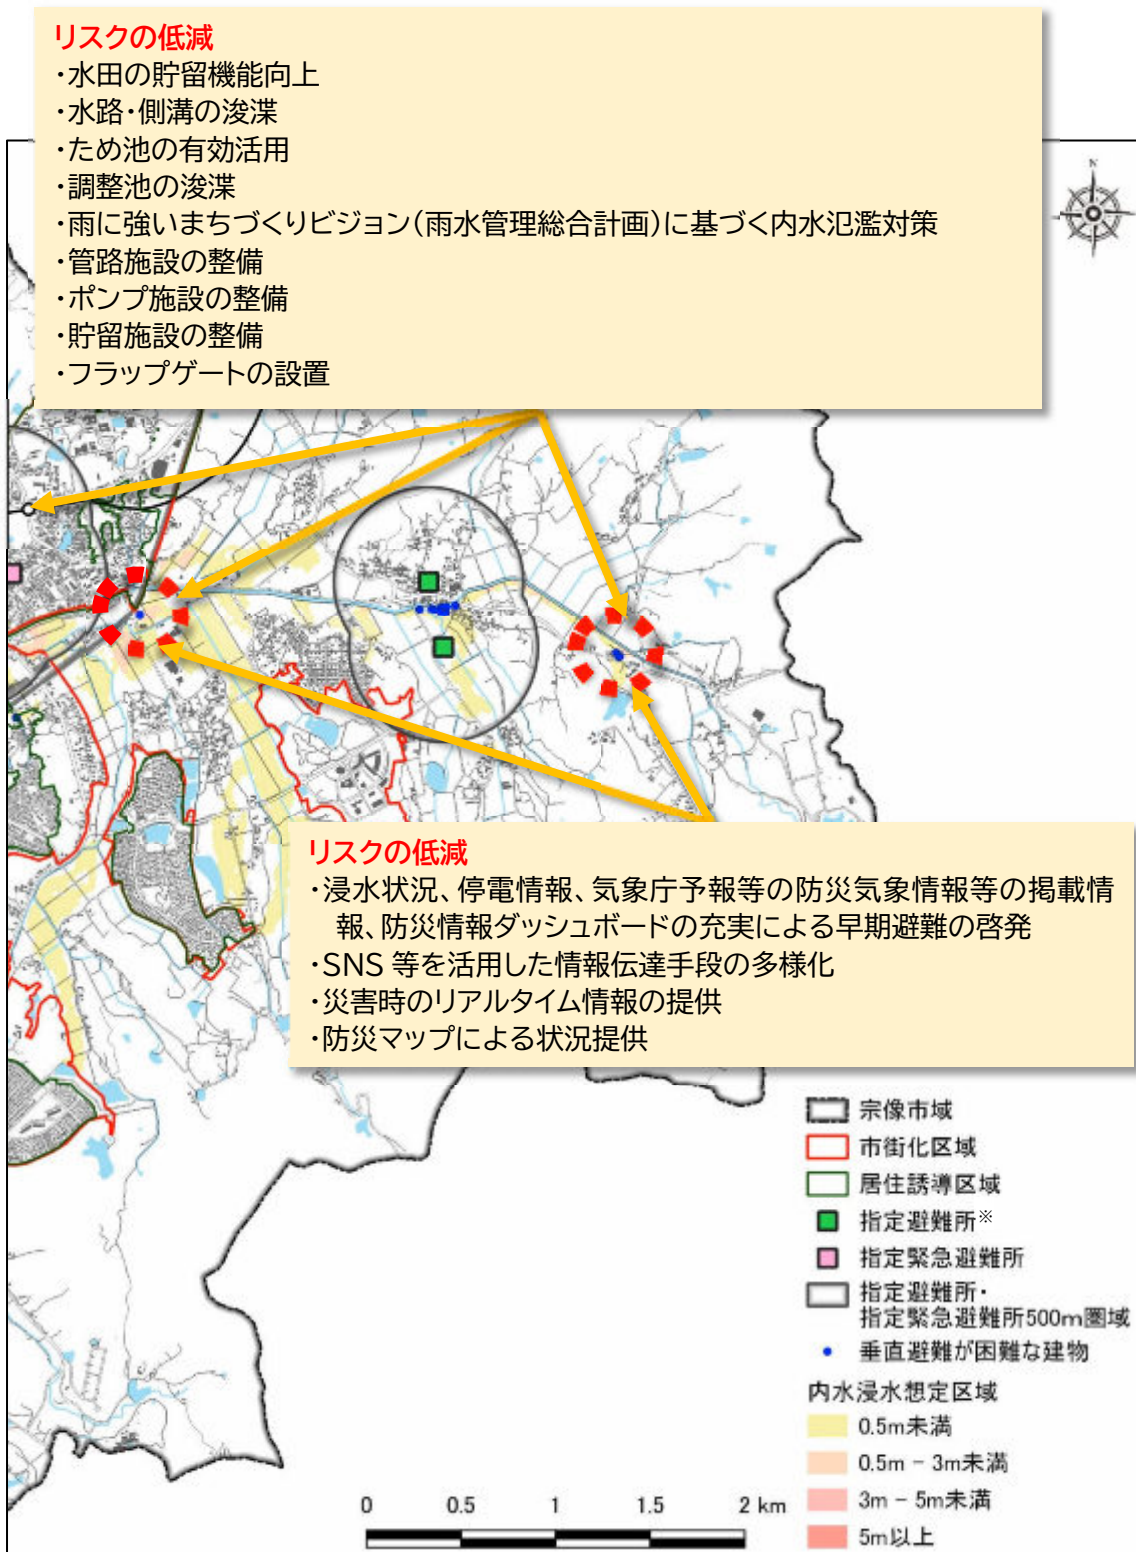 リスクの低減
・水田の貯留機能向上
・水路・側溝の浚渫
・ため池の有効活用
・調整池の浚渫
・雨に強いまちづくりビジョン(雨水管理総合計画)に基づく内水氾濫対策
・管路施設の整備
・ポンプ施設の整備
・貯留施設の整備
・フラップゲートの設置
N
リスクの低減
・浸水状況、停電情報、気象庁予報等の防災気象情報等の掲載情
報、防災情報ダッシュボードの充実による早期避難の啓発
・SNS 等を活用した情報伝達手段の多様化
・災害時のリアルタイム情報の提供
・防災マップによる状況提供
宗像市域
市街化区域
居住誘導区域
指定避難所※
指定緊急避難所
指定避難所・
指定緊急避難所500m圏域
垂直避難が困難な建物
内水浸水想定区域
0.5m未満
0.5m − 3m未満
3m − 5m未満
5m以上
0 0.5 1 1.5 2 km